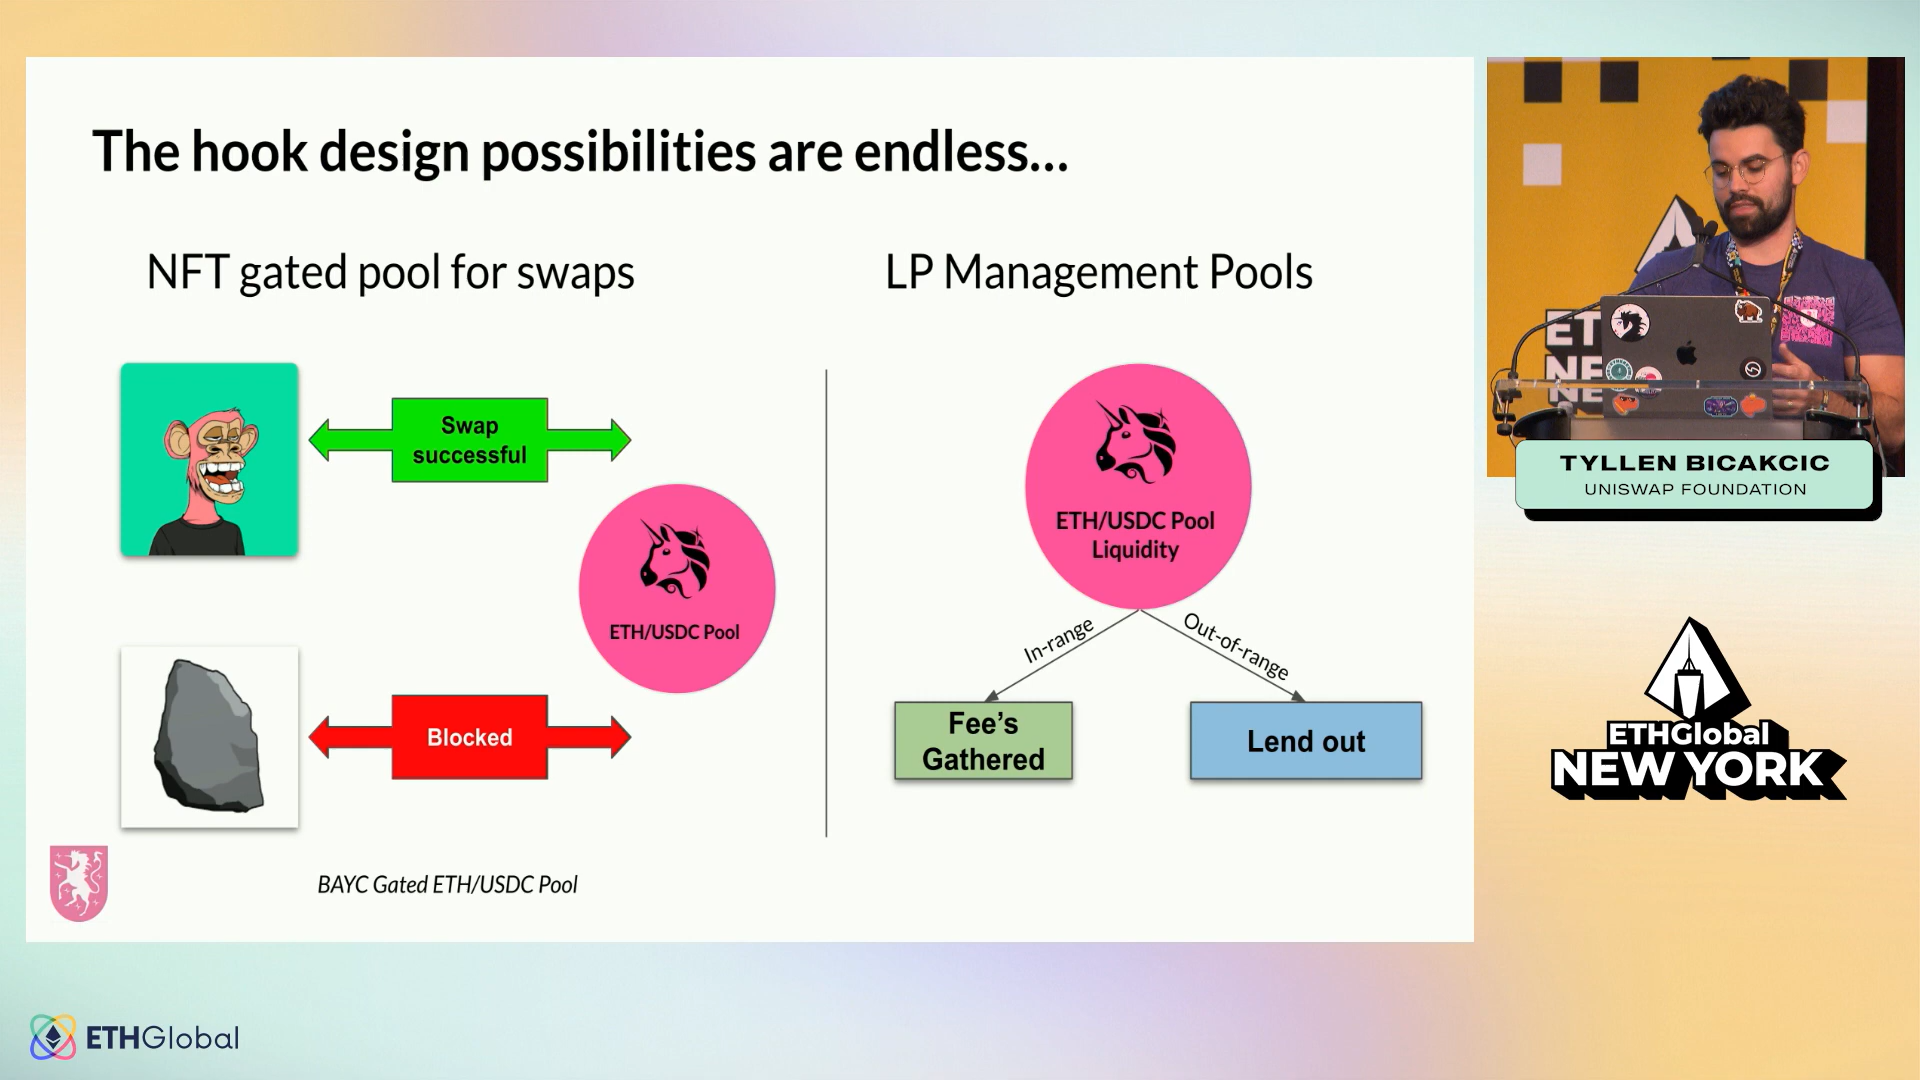 The hook design possibilities are endless...
NFT gated pool for swaps
Swap
successful
ETH/USDC Pool
Blocked
BAYC Gated ETH/USDC Pool
LP Management Pools
ETH/USDC Pool
Liquidity
In-range
Out-of-range
Fee's
Gathered
Lend out
TYLLEN BICAKCIC
UNISWAP FOUNDATION
ETHGlobal
NEW YORK
ETHGlobal